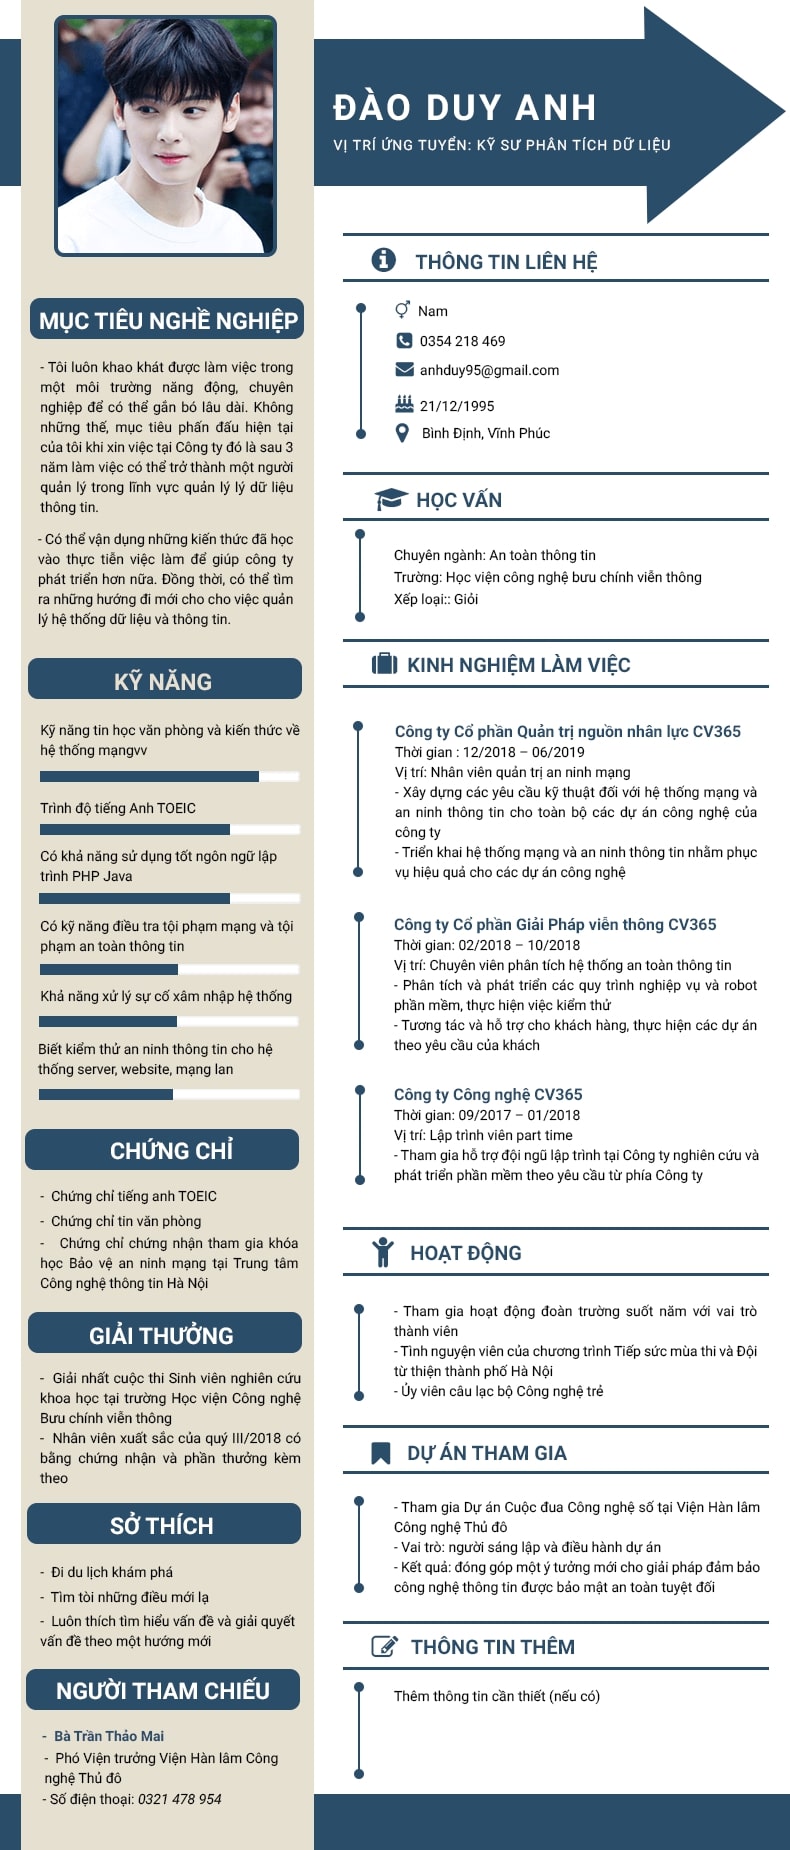 ĐÀO DUY ANH
VỊ TRÍ ỨNG TUYỂN: KỸ SƯ PHÂN TÍCH DỮ LIỆU
MỤC TIÊU NGHỀ NGHIỆP
- Tôi luôn khao khát được làm việc trong
một môi trường năng động, chuyên
nghiệp để có thể gắn bó lâu dài. Không
những thế, mục tiêu phấn đấu hiện tại
của tôi khi xin việc tại Công ty đó là sau 3
năm làm việc có thể trở thành một người
quản lý trong lĩnh vực quản lý lý dữ liệu
thông tin.
- Có thể vận dụng những kiến thức đã học
vào thực tiễn việc làm để giúp công ty
phát triển hơn nữa. Đồng thời, có thể tìm
ra những hướng đi mới cho cho việc quản
lý hệ thống dữ liệu và thông tin.
KỸ NĂNG
Kỹ năng tin học văn phòng và kiến thức về
hệ thống mạngvv
Trình độ tiếng Anh TOEIC
Có khả năng sử dụng tốt ngôn ngữ lập
trình PHP Java
Có kỹ năng điều tra tội phạm mạng và tội
phạm an toàn thông tin
Khả năng xử lý sự cố xâm nhập hệ thống
Biết kiểm thử an ninh thông tin cho hệ
thống server, website, mạng lan
CHỨNG CHỈ
- Chứng chỉ tiếng anh TOEIC
- Chứng chỉ tin văn phòng
- Chứng chỉ chứng nhận tham gia khóa
học Bảo vệ an ninh mạng tại Trung tâm
Công nghệ thông tin Hà Nội
GIẢI THƯỞNG
- Giải nhất cuộc thi Sinh viên nghiên cứu
khoa học tại trường Học viện Công nghệ
Bưu chính viễn thông
- Nhân viên xuất sắc của quý III/2018 có
bằng chứng nhận và phần thưởng kèm
theo
SỞ THÍCH
- Đi du lịch khám phá
- Tìm tòi những điều mới lạ
- Luôn thích tìm hiểu vấn đề và giải quyết
vấn đề theo một hướng mới
NGƯỜI THAM CHIẾU
- Bà Trần Thảo Mai
- Phó Viện trưởng Viện Hàn lâm Công
nghệ Thủ đô
- Số điện thoại: 0321 478 954
THÔNG TIN LIÊN HỆ
Nam
0354 218 469
anhduy95@gmail.com
21/12/1995
Bình Định, Vĩnh Phúc
HỌC VẤN
Chuyên ngành: An toàn thông tin
Trường: Học viện công nghệ bưu chính viễn thông
Xếp loại:: Giỏi
KINH NGHIỆM LÀM VIỆC
Công ty Cổ phần Quản trị nguồn nhân lực CV365
Thời gian : 12/2018 – 06/2019
Vị trí: Nhân viên quản trị an ninh mạng
- Xây dựng các yêu cầu kỹ thuật đối với hệ thống mạng và
an ninh thông tin cho toàn bộ các dự án công nghệ của
công ty
- Triển khai hệ thống mạng và an ninh thông tin nhằm phục
vụ hiệu quả cho các dự án công nghệ
Công ty Cổ phần Giải Pháp viễn thông CV365
Thời gian: 02/2018 – 10/2018
Vị trí: Chuyên viên phân tích hệ thống an toàn thông tin
- Phân tích và phát triển các quy trình nghiệp vụ và robot
phần mềm, thực hiện việc kiểm thử
- Tương tác và hỗ trợ cho khách hàng, thực hiện các dự án
theo yêu cầu của khách
Công ty Công nghệ CV365
Thời gian: 09/2017 – 01/2018
Vị trí: Lập trình viên part time
- Tham gia hỗ trợ đội ngũ lập trình tại Công ty nghiên cứu và
phát triển phần mềm theo yêu cầu từ phía Công ty
HOẠT ĐỘNG
- Tham gia hoạt động đoàn trường suốt năm với vai trò
thành viên
- Tình nguyện viên của chương trình Tiếp sức mùa thi và Đội
từ thiện thành phố Hà Nội
- Ủy viên câu lạc bộ Công nghệ trẻ
DỰ ÁN THAM GIA
- Tham gia Dự án Cuộc đua Công nghệ số tại Viện Hàn lâm
Công nghệ Thủ đô
- Vai trò: người sáng lập và điều hành dự án
- Kết quả: đóng góp một ý tưởng mới cho giải pháp đảm bảo
công nghệ thông tin được bảo mật an toàn tuyệt đối
THÔNG TIN THÊM
Thêm thông tin cần thiết (nếu có)